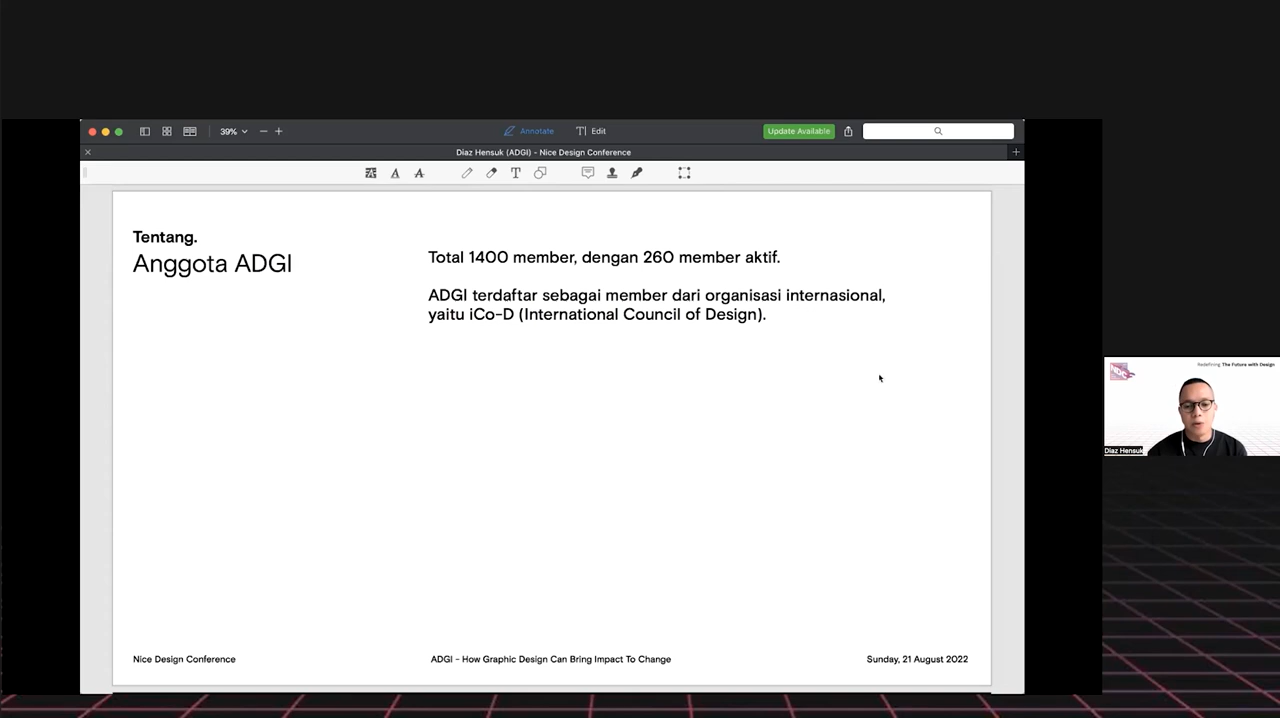 39%
Annotate
Edit
Update Available
Diaz Hensuk (ADGI) - Nice Design Conference
Tentang.
Anggota ADGI
Total 1400 member, dengan 260 member aktif.
ADGI terdaftar sebagai member dari organisasi internasional,
yaitu iCo-D (International Council of Design).
Redefining The Future with Design
Diaz Hensuk
Nice Design Conference
ADGI - How Graphic Design Can Bring Impact To Change
Sunday, 21 August 2022